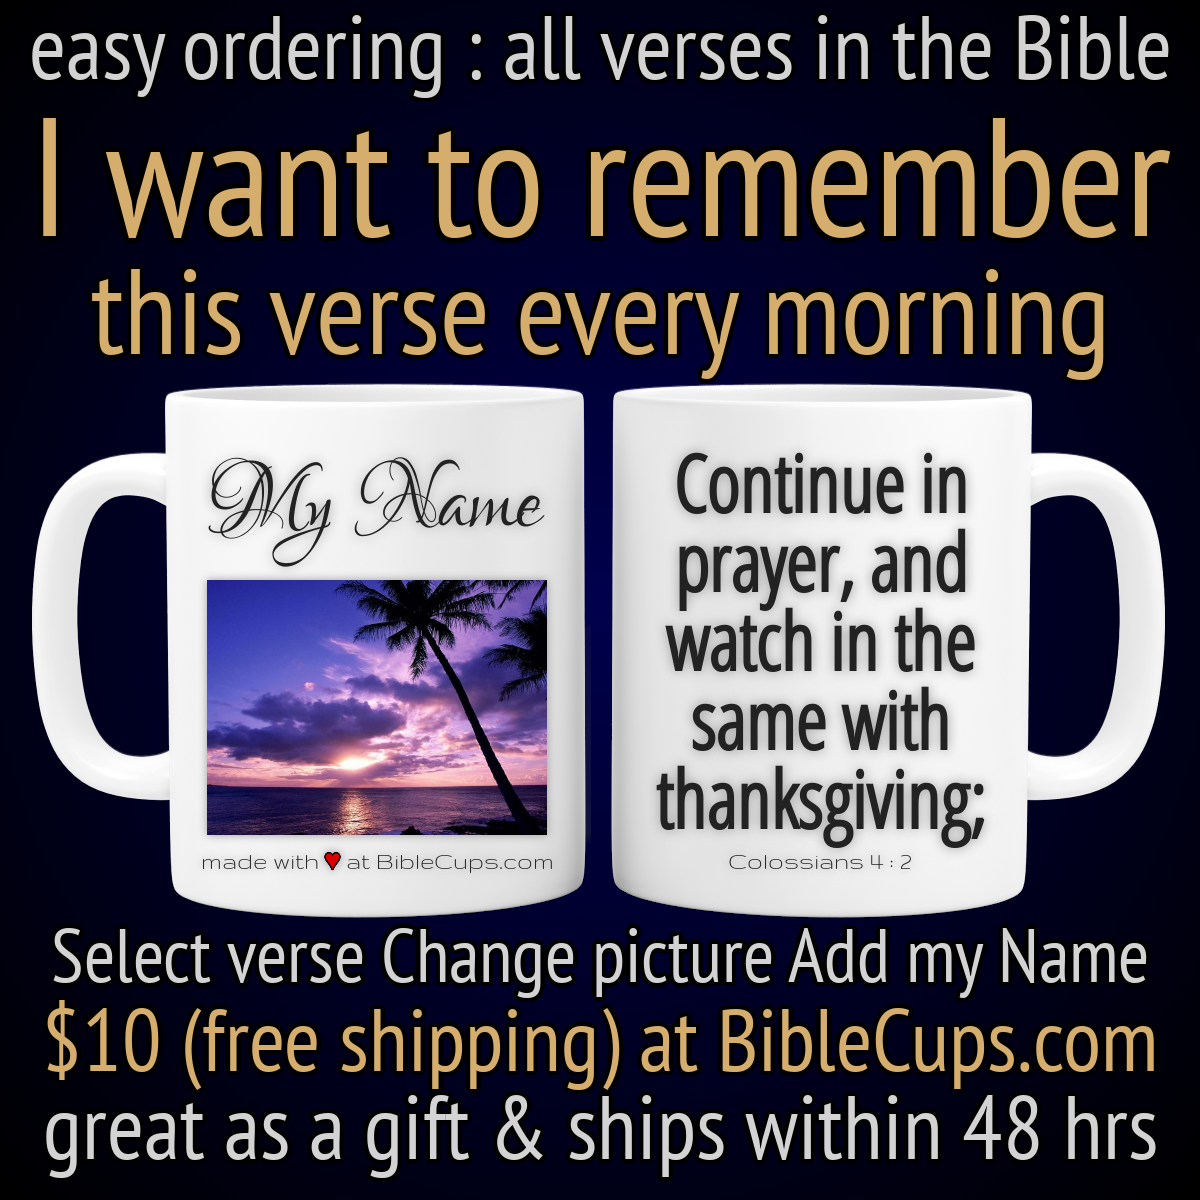 easy ordering : all verses in the Bible
I want to remember
this verse every morning
My Name
made with ❤ at BibleCups.com
Continue in
prayer, and
watch in the
same with
thanksgiving;
Colossians 4 : 2
Select verse Change picture Add my Name
$10 (free shipping) at BibleCups.com
great as a gift & ships within 48 hrs